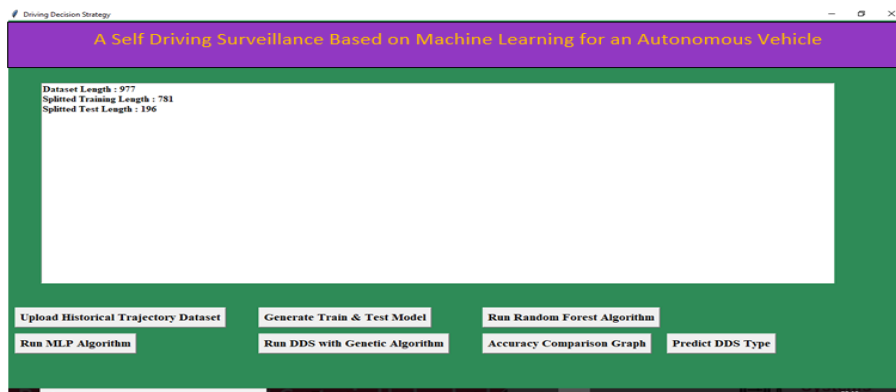 Driving Decision Strategy
A Self Driving Surveillance Based on Machine Learning for an Autonomous Vehicle
Dataset Length : 977
Splitted Training Length : 781
Splitted Test Length : 196
Upload Historical Trajectory Dataset
Generate Train & Test Model
Run Random Forest Algorithm
Run MLP Algorithm
Run DDS with Genetic Algorithm
Accuracy Comparison Graph
Predict DDS Type